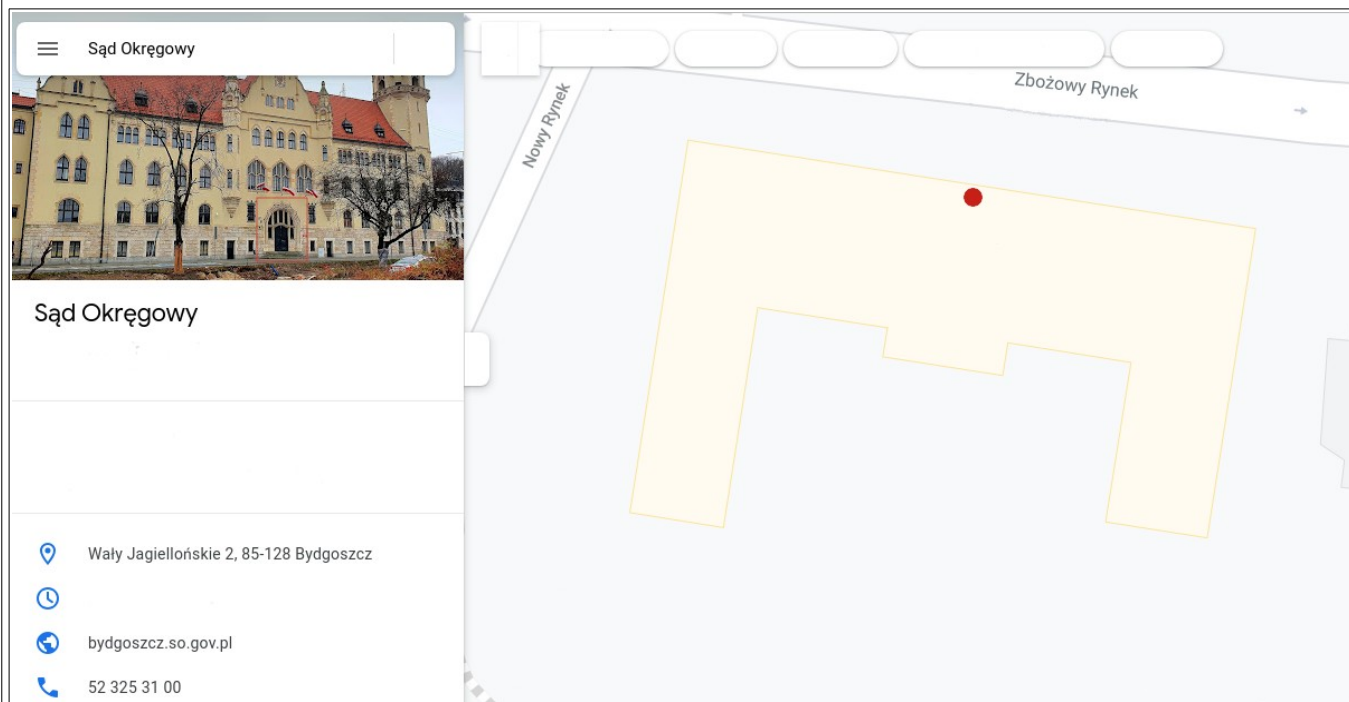 Sąd Okręgowy
Zbożowy Rynek
Nowy Rynek
Sąd Okręgowy
Wały Jagiellońskie 2, 85-128 Bydgoszcz
bydgoszcz.so.gov.pl
52 325 31 00